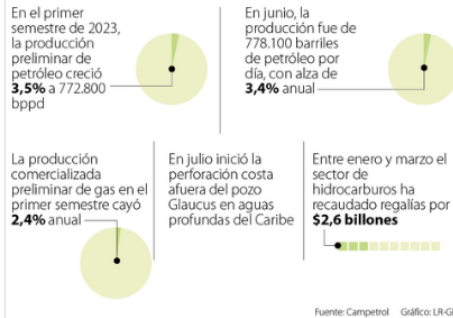 En el primer
semestre de 2023,
la producción
preliminar de
petróleo creció
3,5% a 772.800
bppd
En junio, la
producción fue de
778.100 barriles
de petróleo por
día, con alza de
3,4% anual
La producción
comercializada
preliminar de gas en el
primer semestre cayó
2,4% anual
En julio inició la
perforación costa
afuera del pozo
Glaucus en aguas
profundas del Caribe
Entre enero y marzo el
sector de
hidrocarburos ha
recaudado regalías por
$2,6 billones
Fuente: Campetrol Gráfico: LR-G